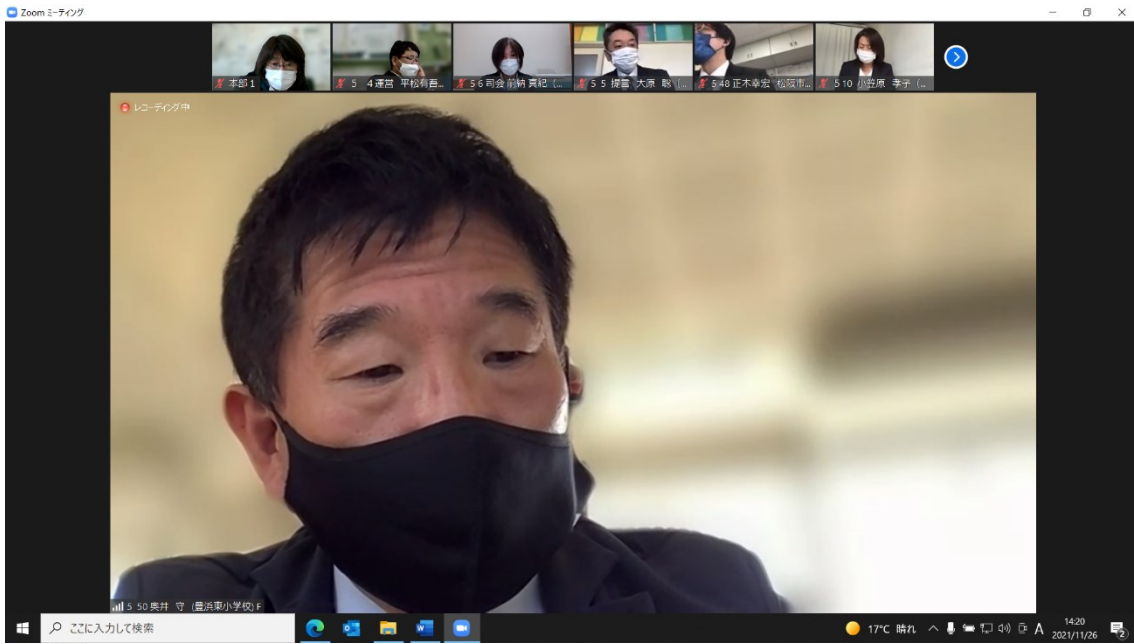 Zoom ミーティング
本部1
5 4運営 平松有吾...
5 6 司会 前納 真紀 (...
5 5 提言 大原 聡 (...
5 48 正木幸宏 松阪市...
5 10 小笠原 孝子 (...
レコーディング中
5 50 奥井 守 (豊浜東小学校) F
ここに入力して検索
17°C 晴れ
A
14:20
2021/11/26
2